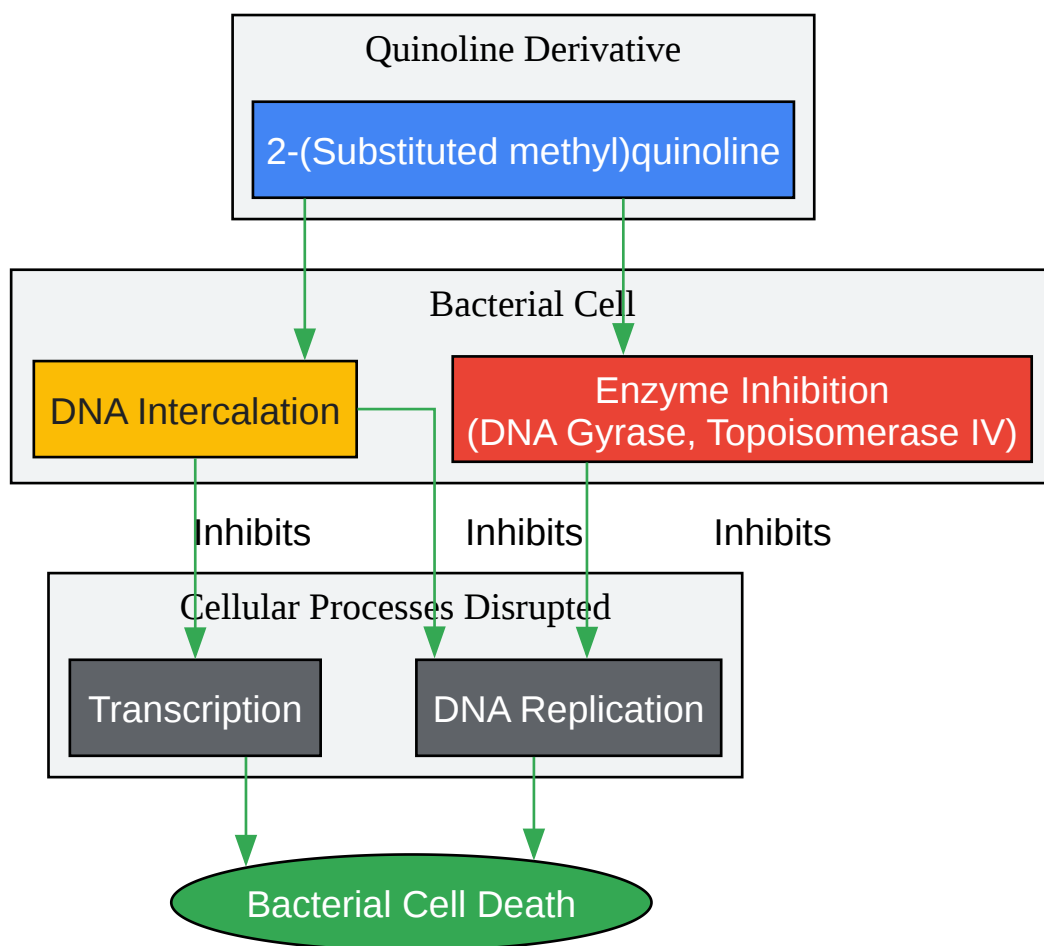 Quinoline Derivative
2-(Substituted methyl)quinoline
Bacterial Cell
DNA Intercalation
Enzyme Inhibition
(DNA Gyrase, Topoisomerase IV)
Inhibits
Inhibits
Inhibits
Cellular Processes Disrupted
Transcription
DNA Replication
Bacterial Cell Death